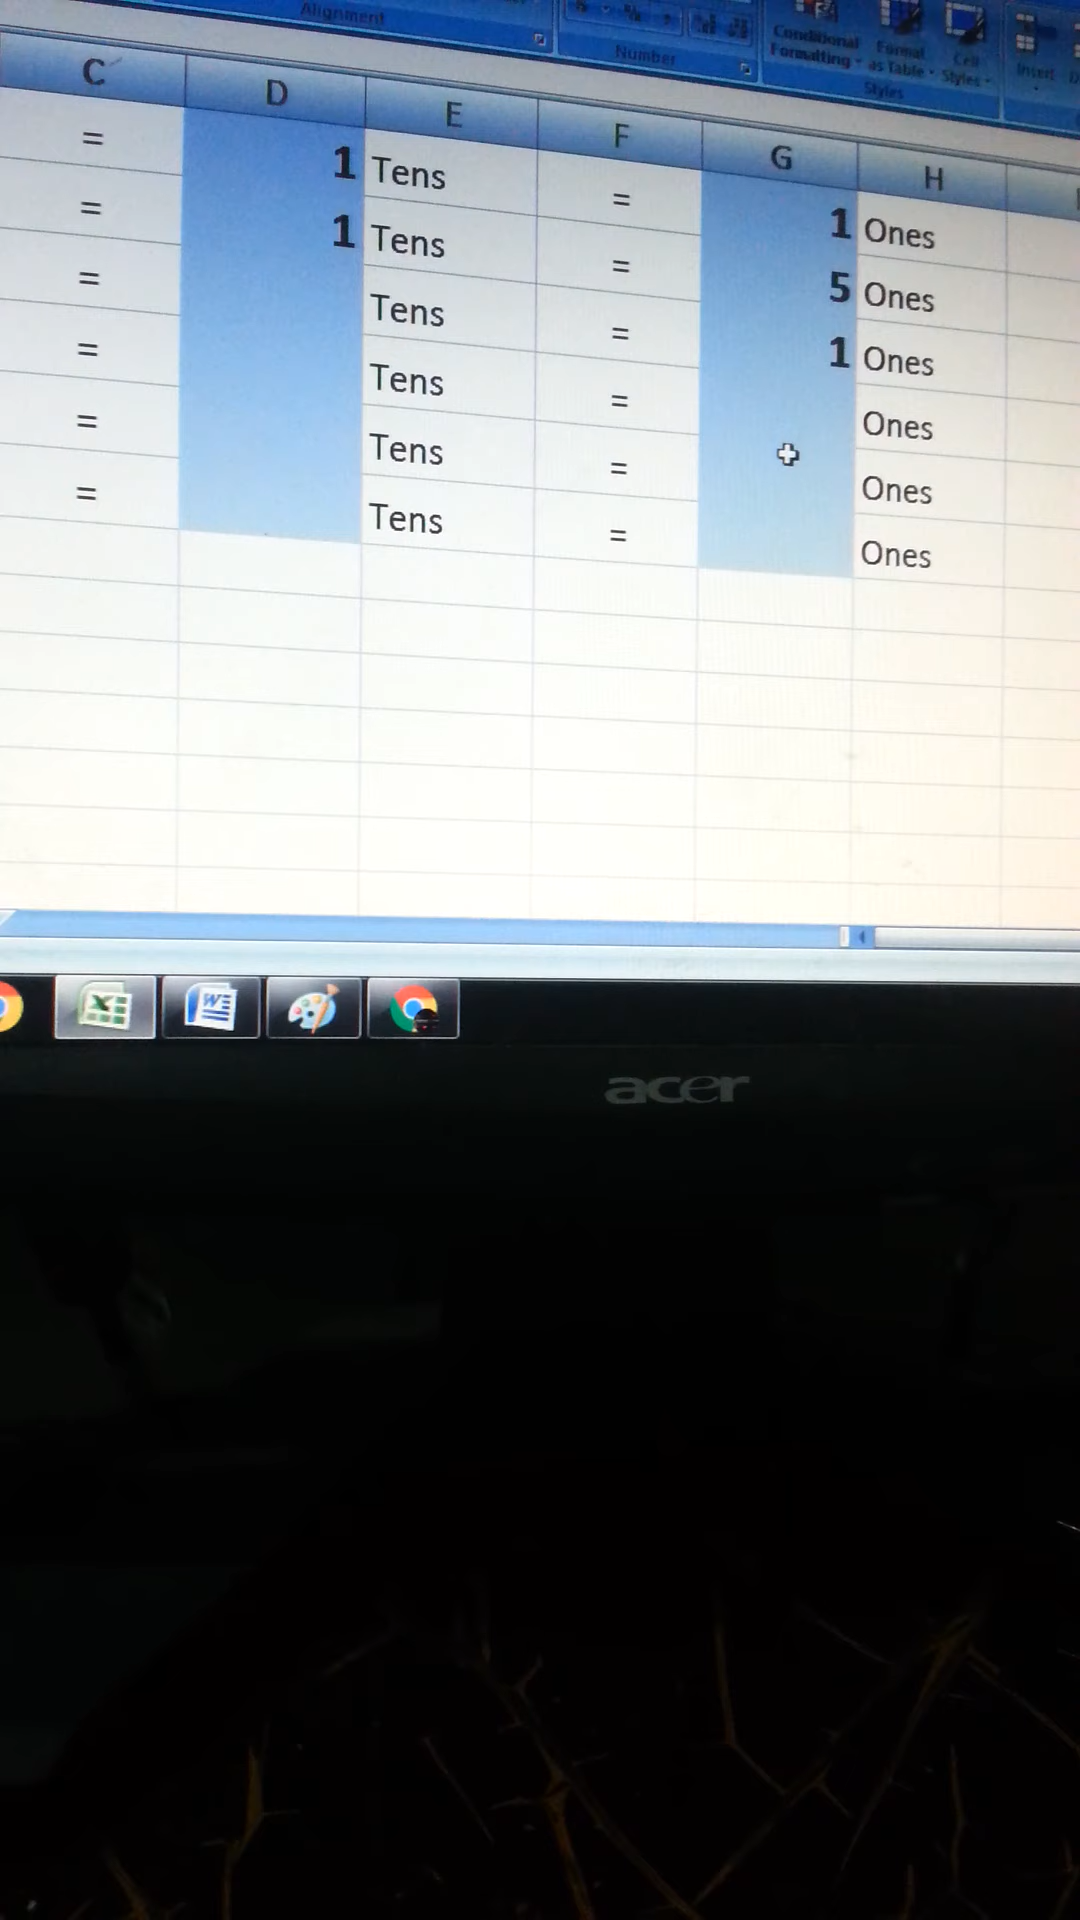 Alignment
Number
Conditional Formatting
Format as Table
Cell Styles
Styles
Insert
C D E F G H
= 1 Tens = 1 Ones
= 1 Tens = 5 Ones
= Tens = 1 Ones
= Tens = Ones
= Tens = Ones
= Tens = Ones
acer